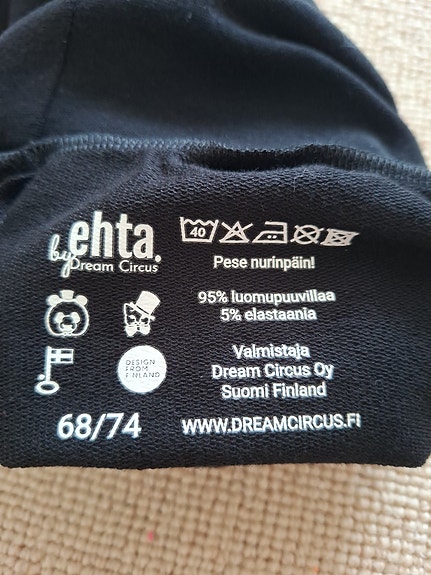 ehta.
by Dream Circus
40
Pese nurinpäin!
95% luomupuuvillaa
5% elastaania
DESIGN
FROM
FINLAND
Valmistaja
Dream Circus Oy
Suomi Finland
68/74
WWW.DREAMCIRCUS.FI